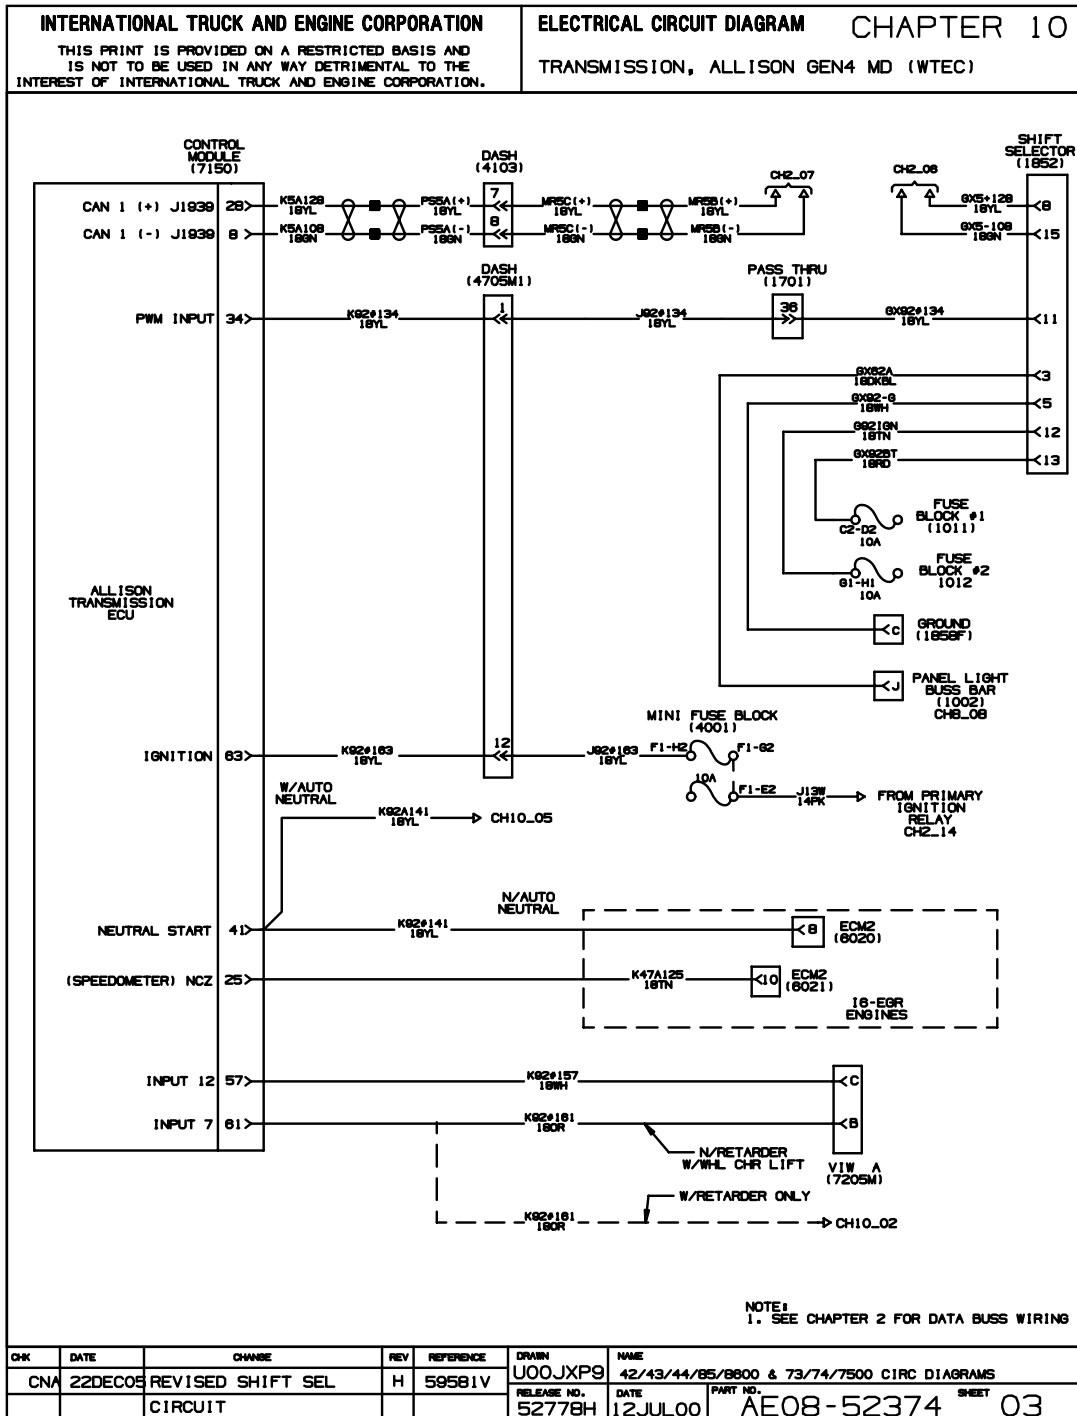 INTERNATIONAL TRUCK AND ENGINE CORPORATION
THIS PRINT IS PROVIDED ON A RESTRICTED BASIS AND
IS NOT TO BE USED IN ANY WAY DETRIMENTAL TO THE
INTEREST OF INTERNATIONAL TRUCK AND ENGINE CORPORATION.
ELECTRICAL CIRCUIT DIAGRAM CHAPTER 10
TRANSMISSION, ALLISON GEN4 MD (WTEC)
CONTROL
MODULE
(7150)
DASH
(4103)
CH2_07
CH2_06
SHIFT
SELECTOR
(1852)
CAN 1 (+) J1939 28
K5A128
18YL
PS5A(+)
18YL
7
MR5C(+)
18YL
MR5B(+)
18YL
GX5+128
18YL
8
CAN 1 (-) J1939 8
K5A108
18GN
PS5A(-)
18GN
8
MR5C(-)
18GN
MR5B(-)
18GN
GX5-108
18GN
15
DASH
(4705M1)
PASS THRU
(1701)
PWM INPUT 34
K92#134
18YL
1
J92#134
18YL
36
GX92#134
18YL
11
GX62A
18DKBL
3
GX92-G
18WH
5
G92IGN
18TN
12
GX92BT
18RD
13
C2-D2
10A
FUSE
BLOCK #1
(1011)
G1-H1
10A
FUSE
BLOCK #2
1012
ALLISON
TRANSMISSION
ECU
C
GROUND
(1858F)
J
PANEL LIGHT
BUSS BAR
(1002)
CH8_08
MINI FUSE BLOCK
(4001)
IGNITION 63
K92#163
18YL
12
J92#163
18YL
F1-H2
F1-G2
10A
F1-E2
J13W
14PK
FROM PRIMARY
IGNITION
RELAY
CH2_14
W/AUTO
NEUTRAL
K92A141
18YL
CH10_05
N/AUTO
NEUTRAL
NEUTRAL START 41
K92#141
18YL
8
ECM2
(6020)
(SPEEDOMETER) NCZ 25
K47A125
18TN
10
ECM2
(6021)
I6-EGR
ENGINES
INPUT 12 57
K92#157
18WH
C
INPUT 7 61
K92#161
18OR
B
N/RETARDER
W/WHL CHR LIFT
VIW A
(7205M)
W/RETARDER ONLY
K92#161
18OR
CH10_02
NOTE:
1. SEE CHAPTER 2 FOR DATA BUSS WIRING
CHK DATE CHANGE REV REFERENCE DRAWN NAME
CNA 22DEC05 REVISED SHIFT SEL H 59581V U00JXP9 42/43/44/85/8600 & 73/74/7500 CIRC DIAGRAMS
CIRCUIT
RELEASE NO. DATE PART NO. SHEET
52778H 12JUL00 AE08-52374 03